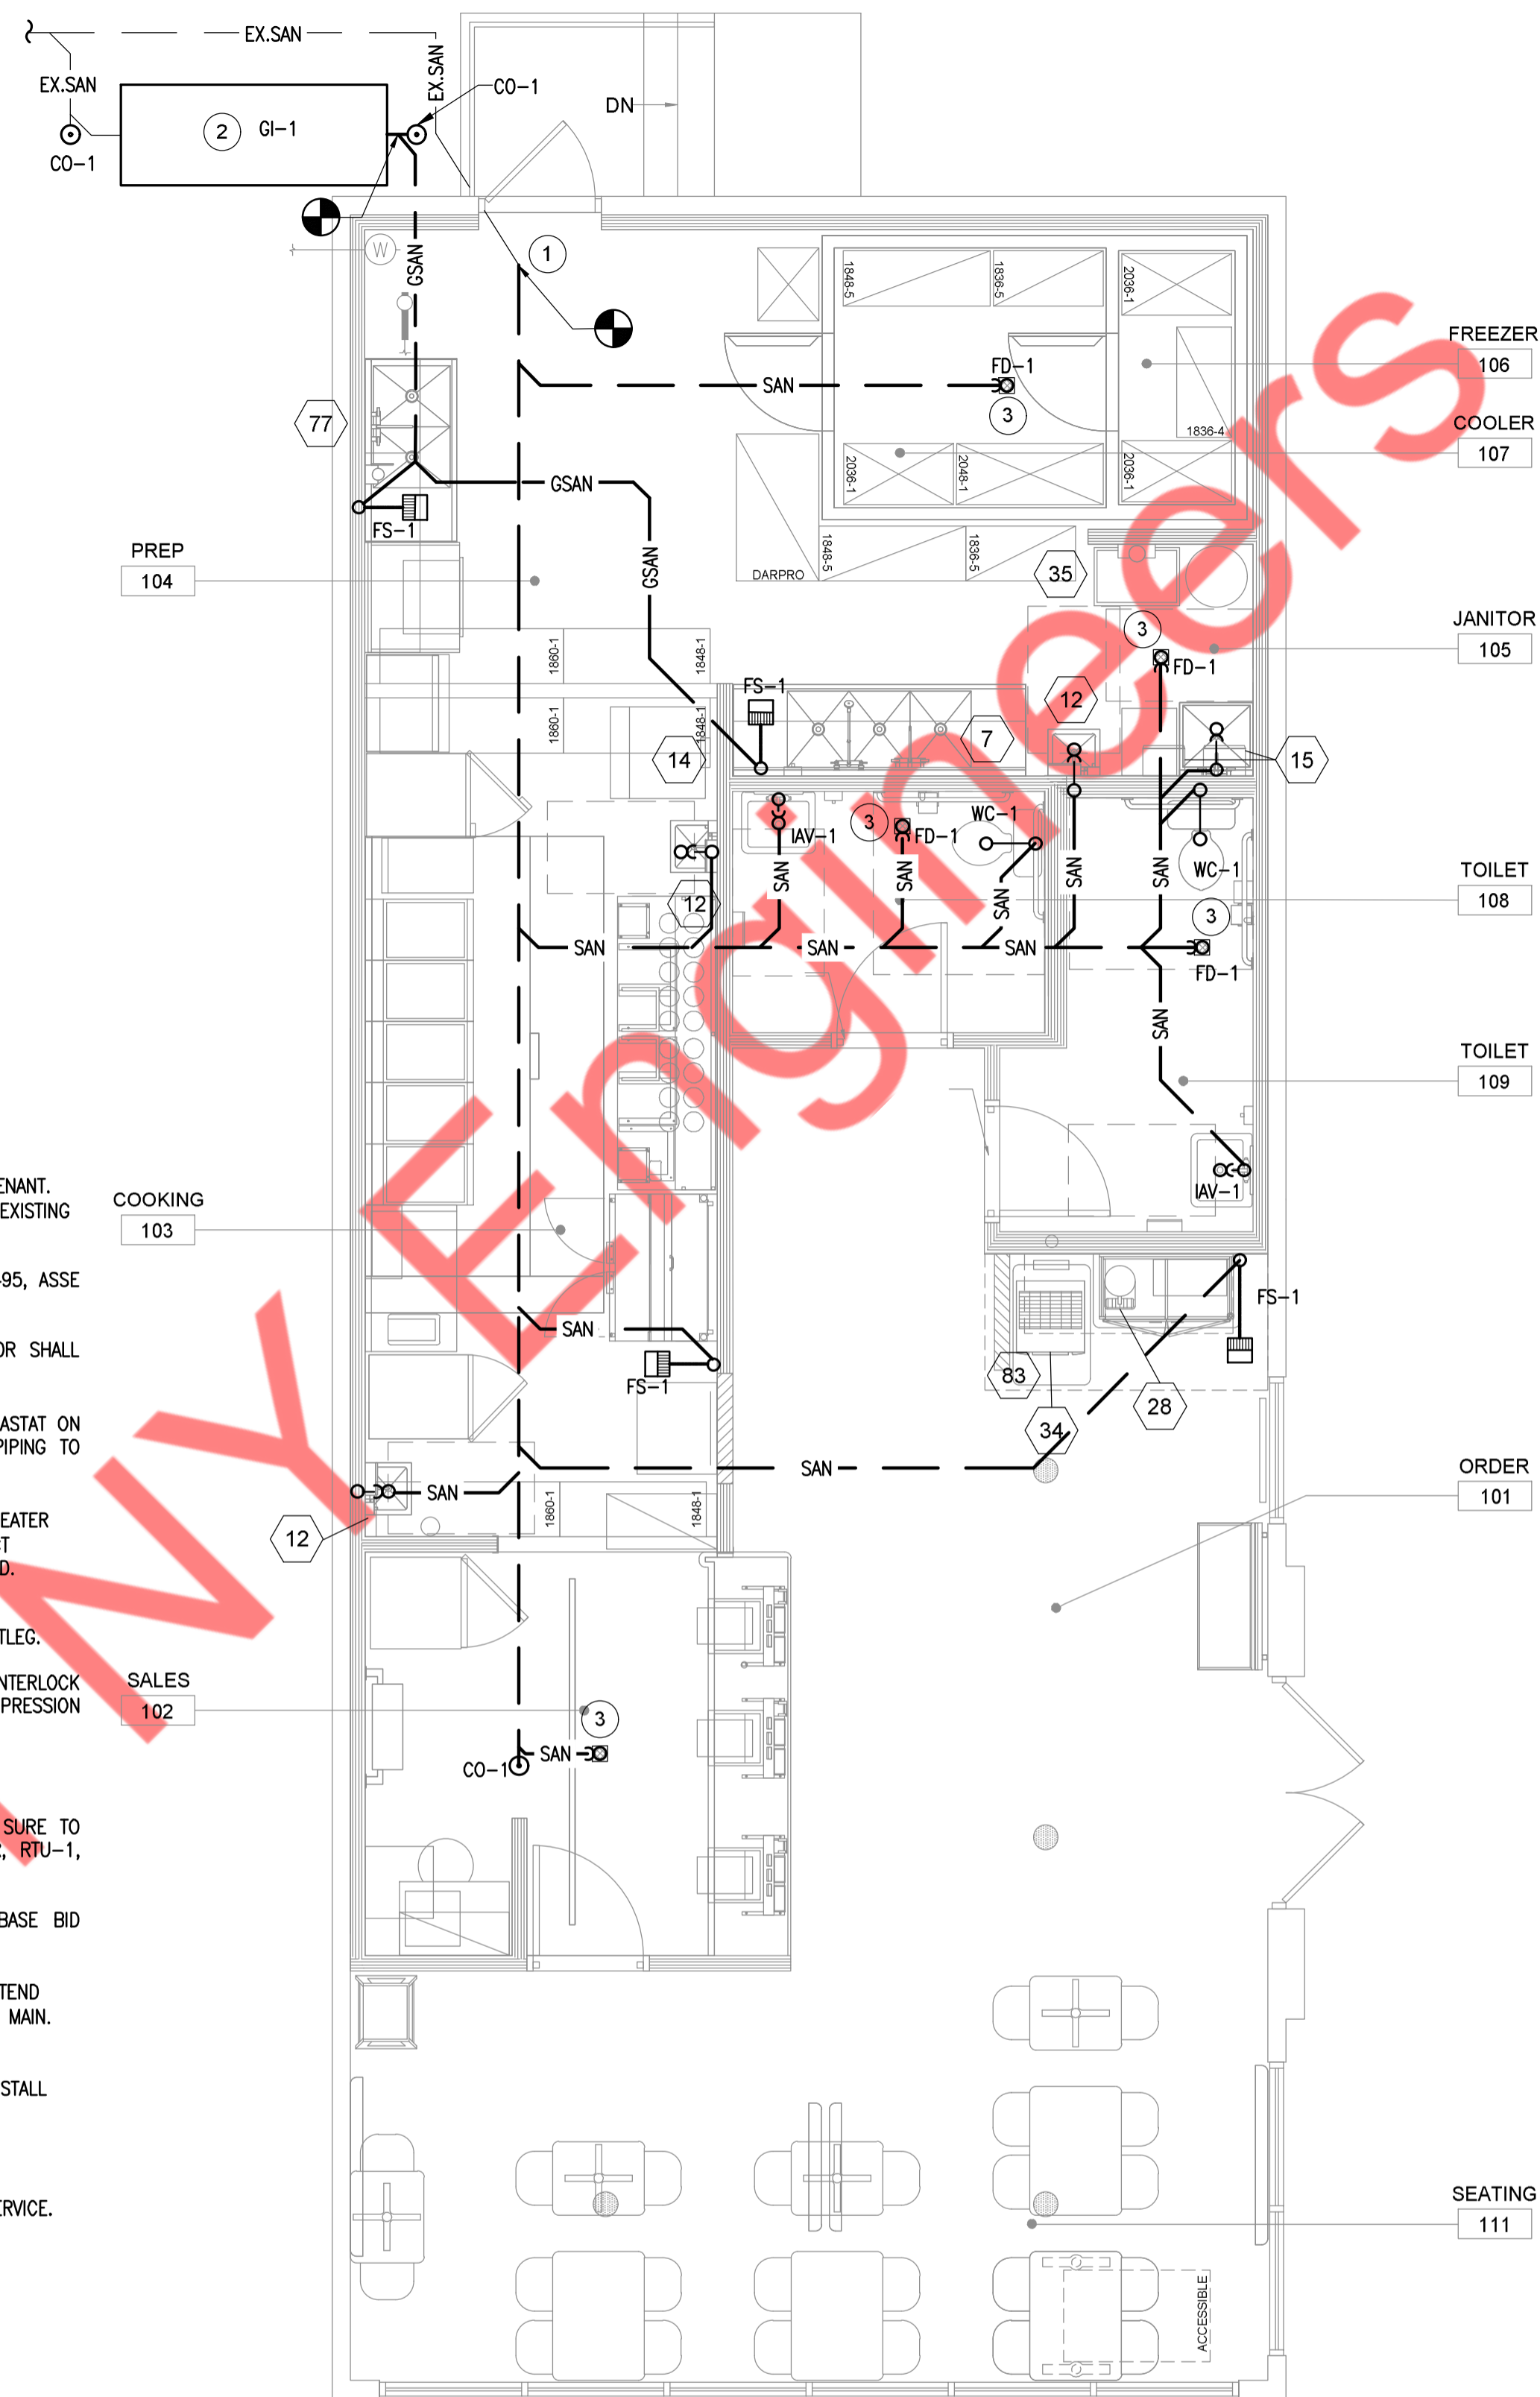 EX.SAN
EX.SAN
EX.SAN
CO-1
CO-1
2
GI-1
DN
W
GSAN
1
1848-5
1836-5
2036-1
FREEZER
106
FD-1
SAN
3
1836-4
COOLER
107
77
2036-1
2048-1
2036-1
GSAN
FS-1
PREP
104
GSAN
1848-5
1836-5
DARPRO
35
JANITOR
105
3
FD-1
1860-1
1848-1
FS-1
12
1860-1
1848-1
14
7
15
IAV-1
3
FD-1
WC-1
WC-1
TOILET
108
12
SAN
SAN
SAN
SAN
SAN
3
SAN
SAN
SAN
FD-1
SAN
TOILET
109
IAV-1
ENANT.
EXISTING
COOKING
103
95, ASSE
FS-1
SAN
OR SHALL
FS-1
83
34
28
ASTAT ON
PIPING TO
SAN
ORDER
101
SAN
EATER
CT
D.
12
1860-1
1848-1
TLEG.
NTERLOCK
PRESSION
SALES
102
3
SAN
CO-1
SURE TO
, RTU-1,
BASE BID
TEND
MAIN.
STALL
ERVICE.
SEATING
111
ACCESSIBLE
NY Engineers